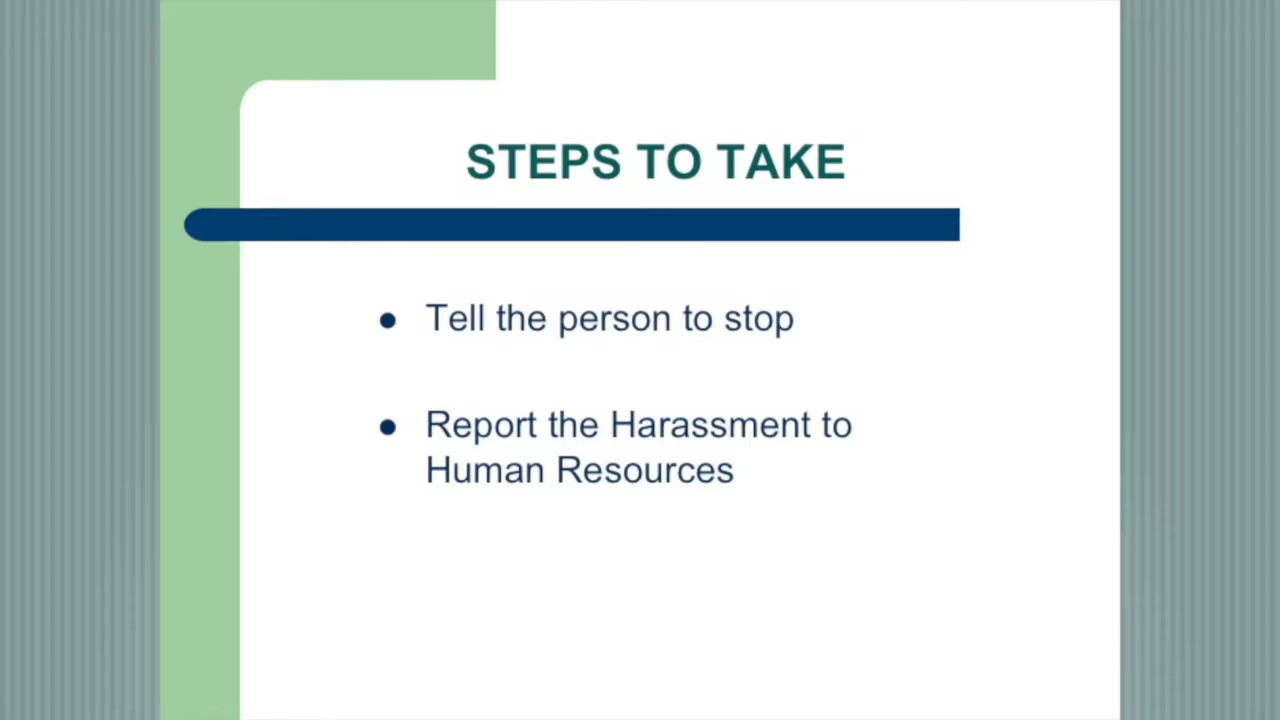 STEPS TO TAKE
● Tell the person to stop
● Report the Harassment to
Human Resources